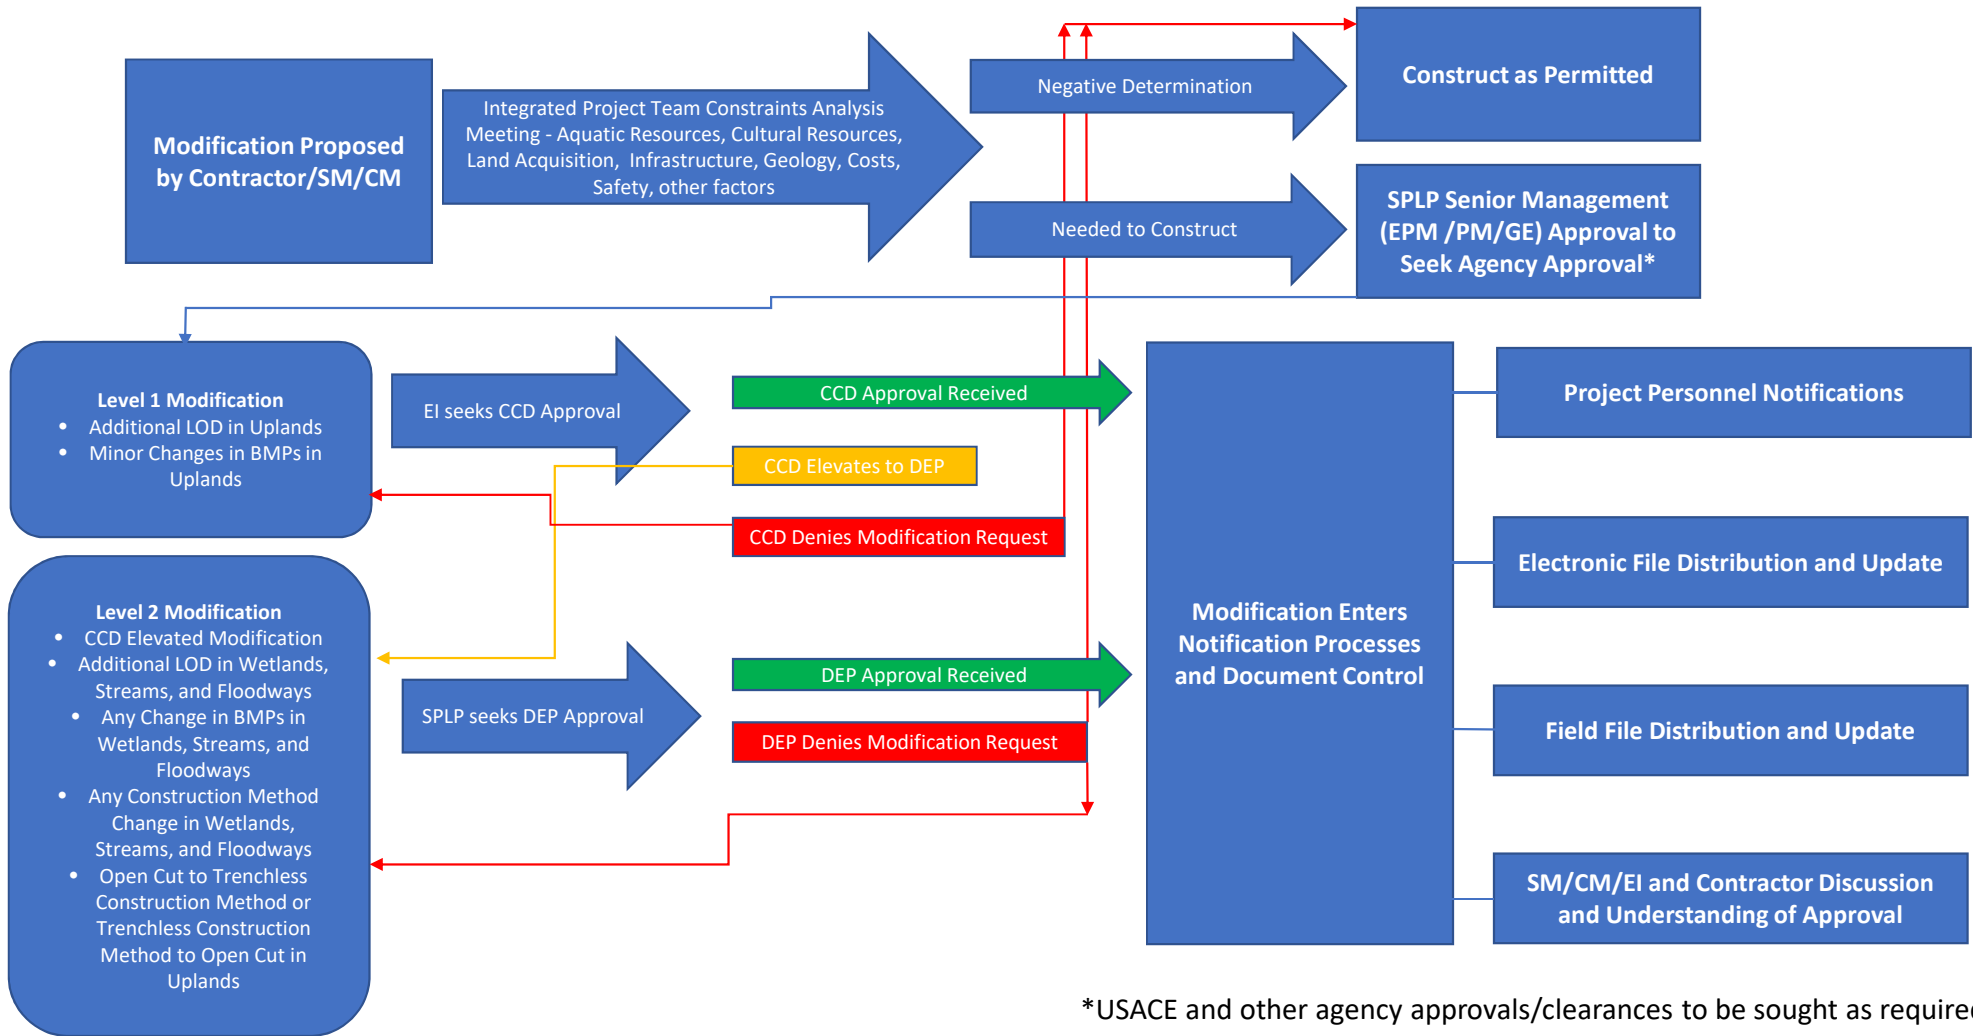 Modification Proposed
by Contractor/SM/CM
Integrated Project Team Constraints Analysis
Meeting - Aquatic Resources, Cultural Resources,
Land Acquisition, Infrastructure, Geology, Costs,
Safety, other factors
Negative Determination
Construct as Permitted
Needed to Construct
SPLP Senior Management
(EPM /PM/GE) Approval to
Seek Agency Approval*
Level 1 Modification
• Additional LOD in Uplands
• Minor Changes in BMPs in
Uplands
EI seeks CCD Approval
CCD Approval Received
CCD Elevates to DEP
CCD Denies Modification Request
Level 2 Modification
• CCD Elevated Modification
• Additional LOD in Wetlands,
Streams, and Floodways
• Any Change in BMPs in
Wetlands, Streams, and
Floodways
• Any Construction Method
Change in Wetlands,
Streams, and Floodways
• Open Cut to Trenchless
Construction Method or
Trenchless Construction
Method to Open Cut in
Uplands
SPLP seeks DEP Approval
DEP Approval Received
DEP Denies Modification Request
Modification Enters
Notification Processes
and Document Control
Project Personnel Notifications
Electronic File Distribution and Update
Field File Distribution and Update
SM/CM/EI and Contractor Discussion
and Understanding of Approval
*USACE and other agency approvals/clearances to be sought as required